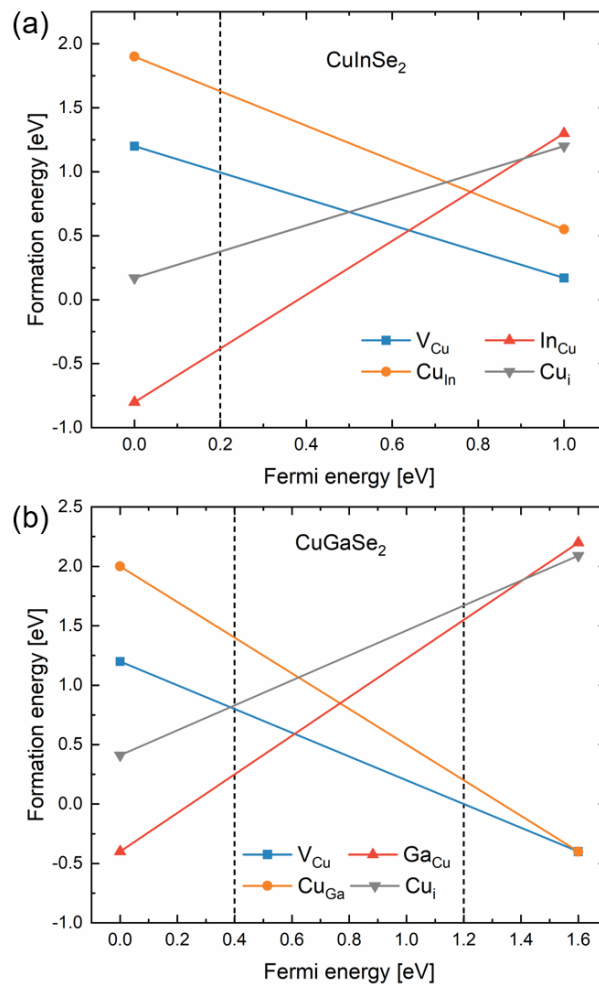 (a)
CuInSe2
Formation energy [eV]
2.0
1.5
1.0
0.5
0.0
-0.5
-1.0
VCu InCu
CuIn Cui
0.0 0.2 0.4 0.6 0.8 1.0
Fermi energy [eV]
(b)
CuGaSe2
Formation energy [eV]
2.5
2.0
1.5
1.0
0.5
0.0
-0.5
-1.0
VCu GaCu
CuGa Cui
0.0 0.2 0.4 0.6 0.8 1.0 1.2 1.4 1.6
Fermi energy [eV]